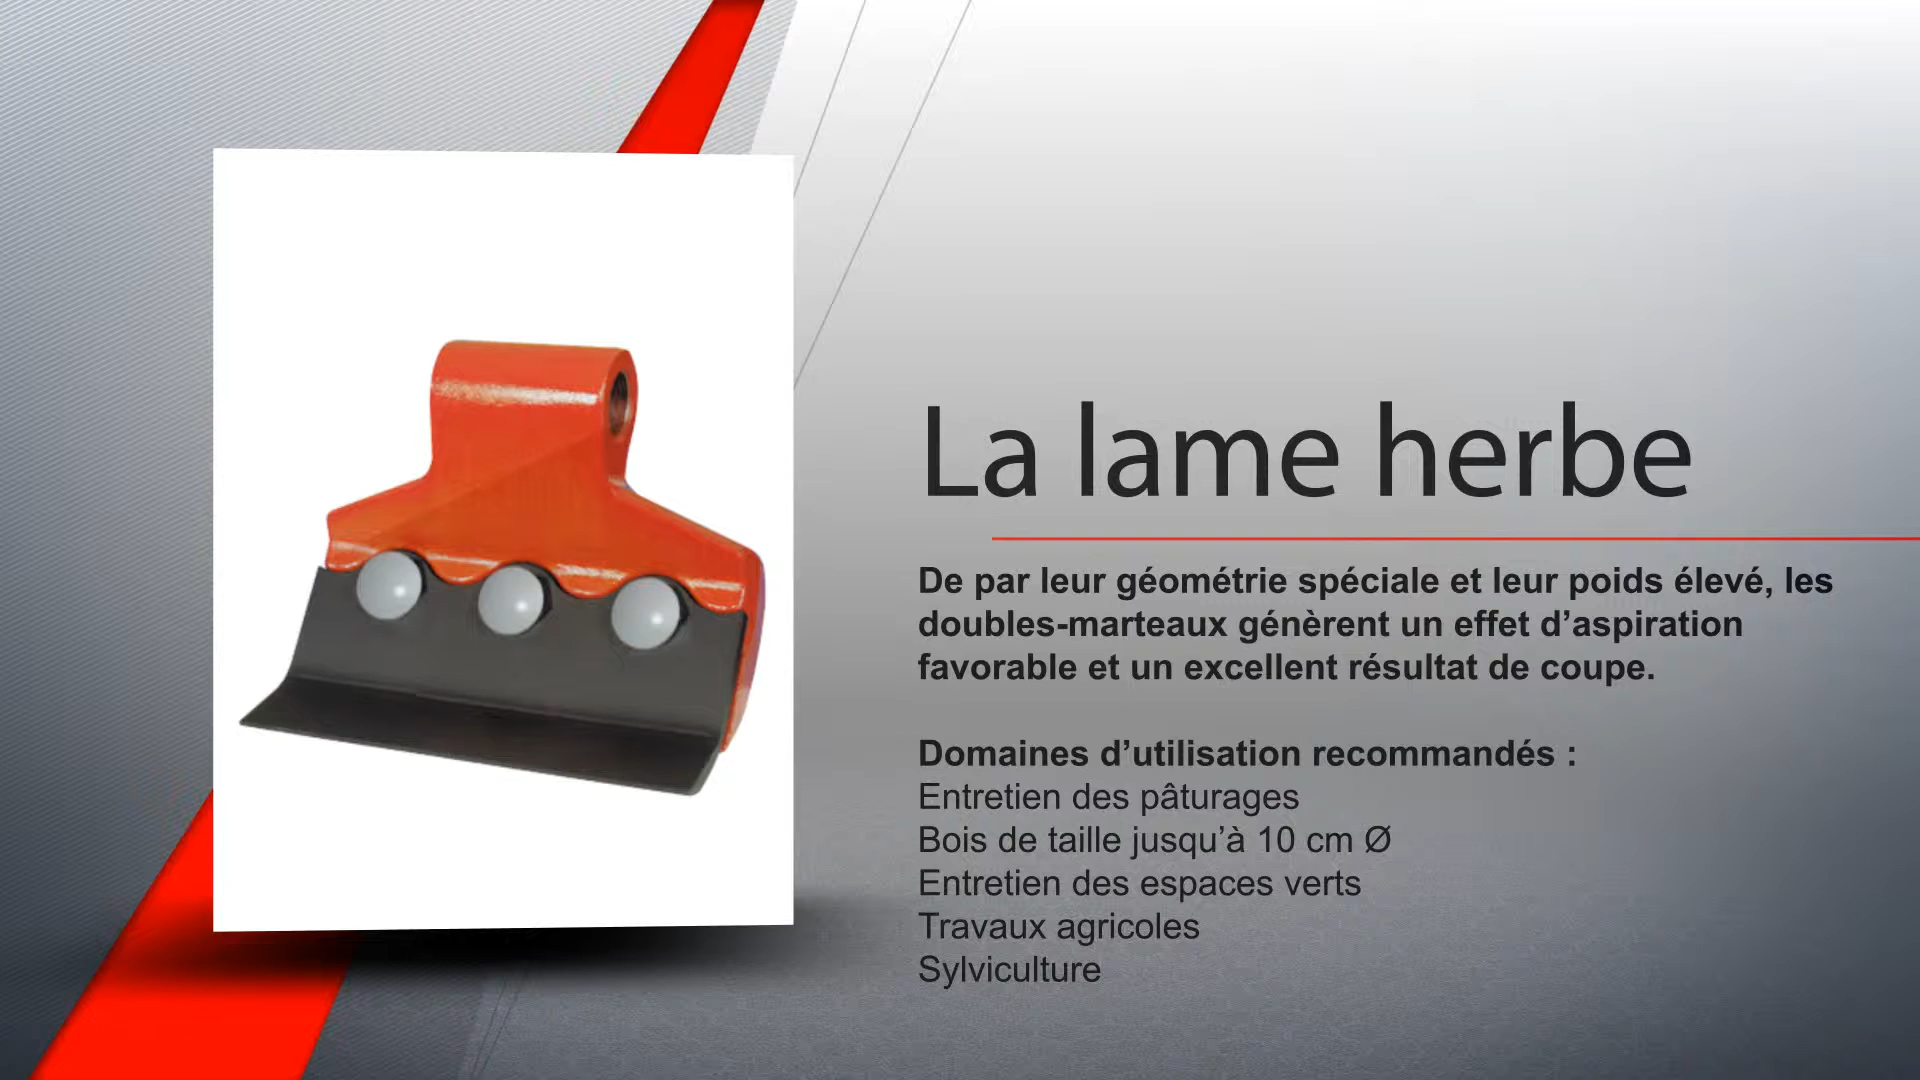 La lame herbe
De par leur géométrie spéciale et leur poids élevé, les
doubles-marteaux génèrent un effet d’aspiration
favorable et un excellent résultat de coupe.
Domaines d’utilisation recommandés :
Entretien des pâturages
Bois de taille jusqu’à 10 cm Ø
Entretien des espaces verts
Travaux agricoles
Sylviculture